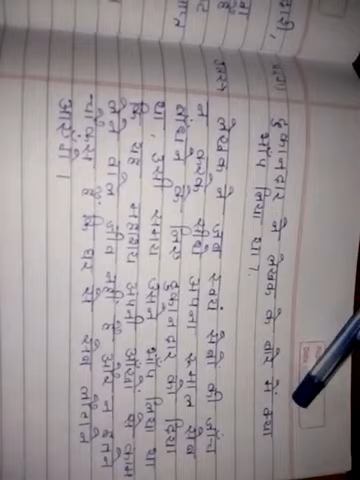 प्रश्न दुकानदार ने लेखक के बारे में क्या
भाँप लिया था ?
उत्तर लेखक ने जब स्वयं सेवों की जाँच
न करके सीधे अपना रूमाल सेव
बाँधने के लिए दुकानदार को दिया
था, उसी समय उसने भाँप लिया था
कि यह महाशय अपनी आँखों से काम
लेने वाले जीव नहीं है और न इतने
चौकस है कि घर से सेब लौटाने
आएंगे ।